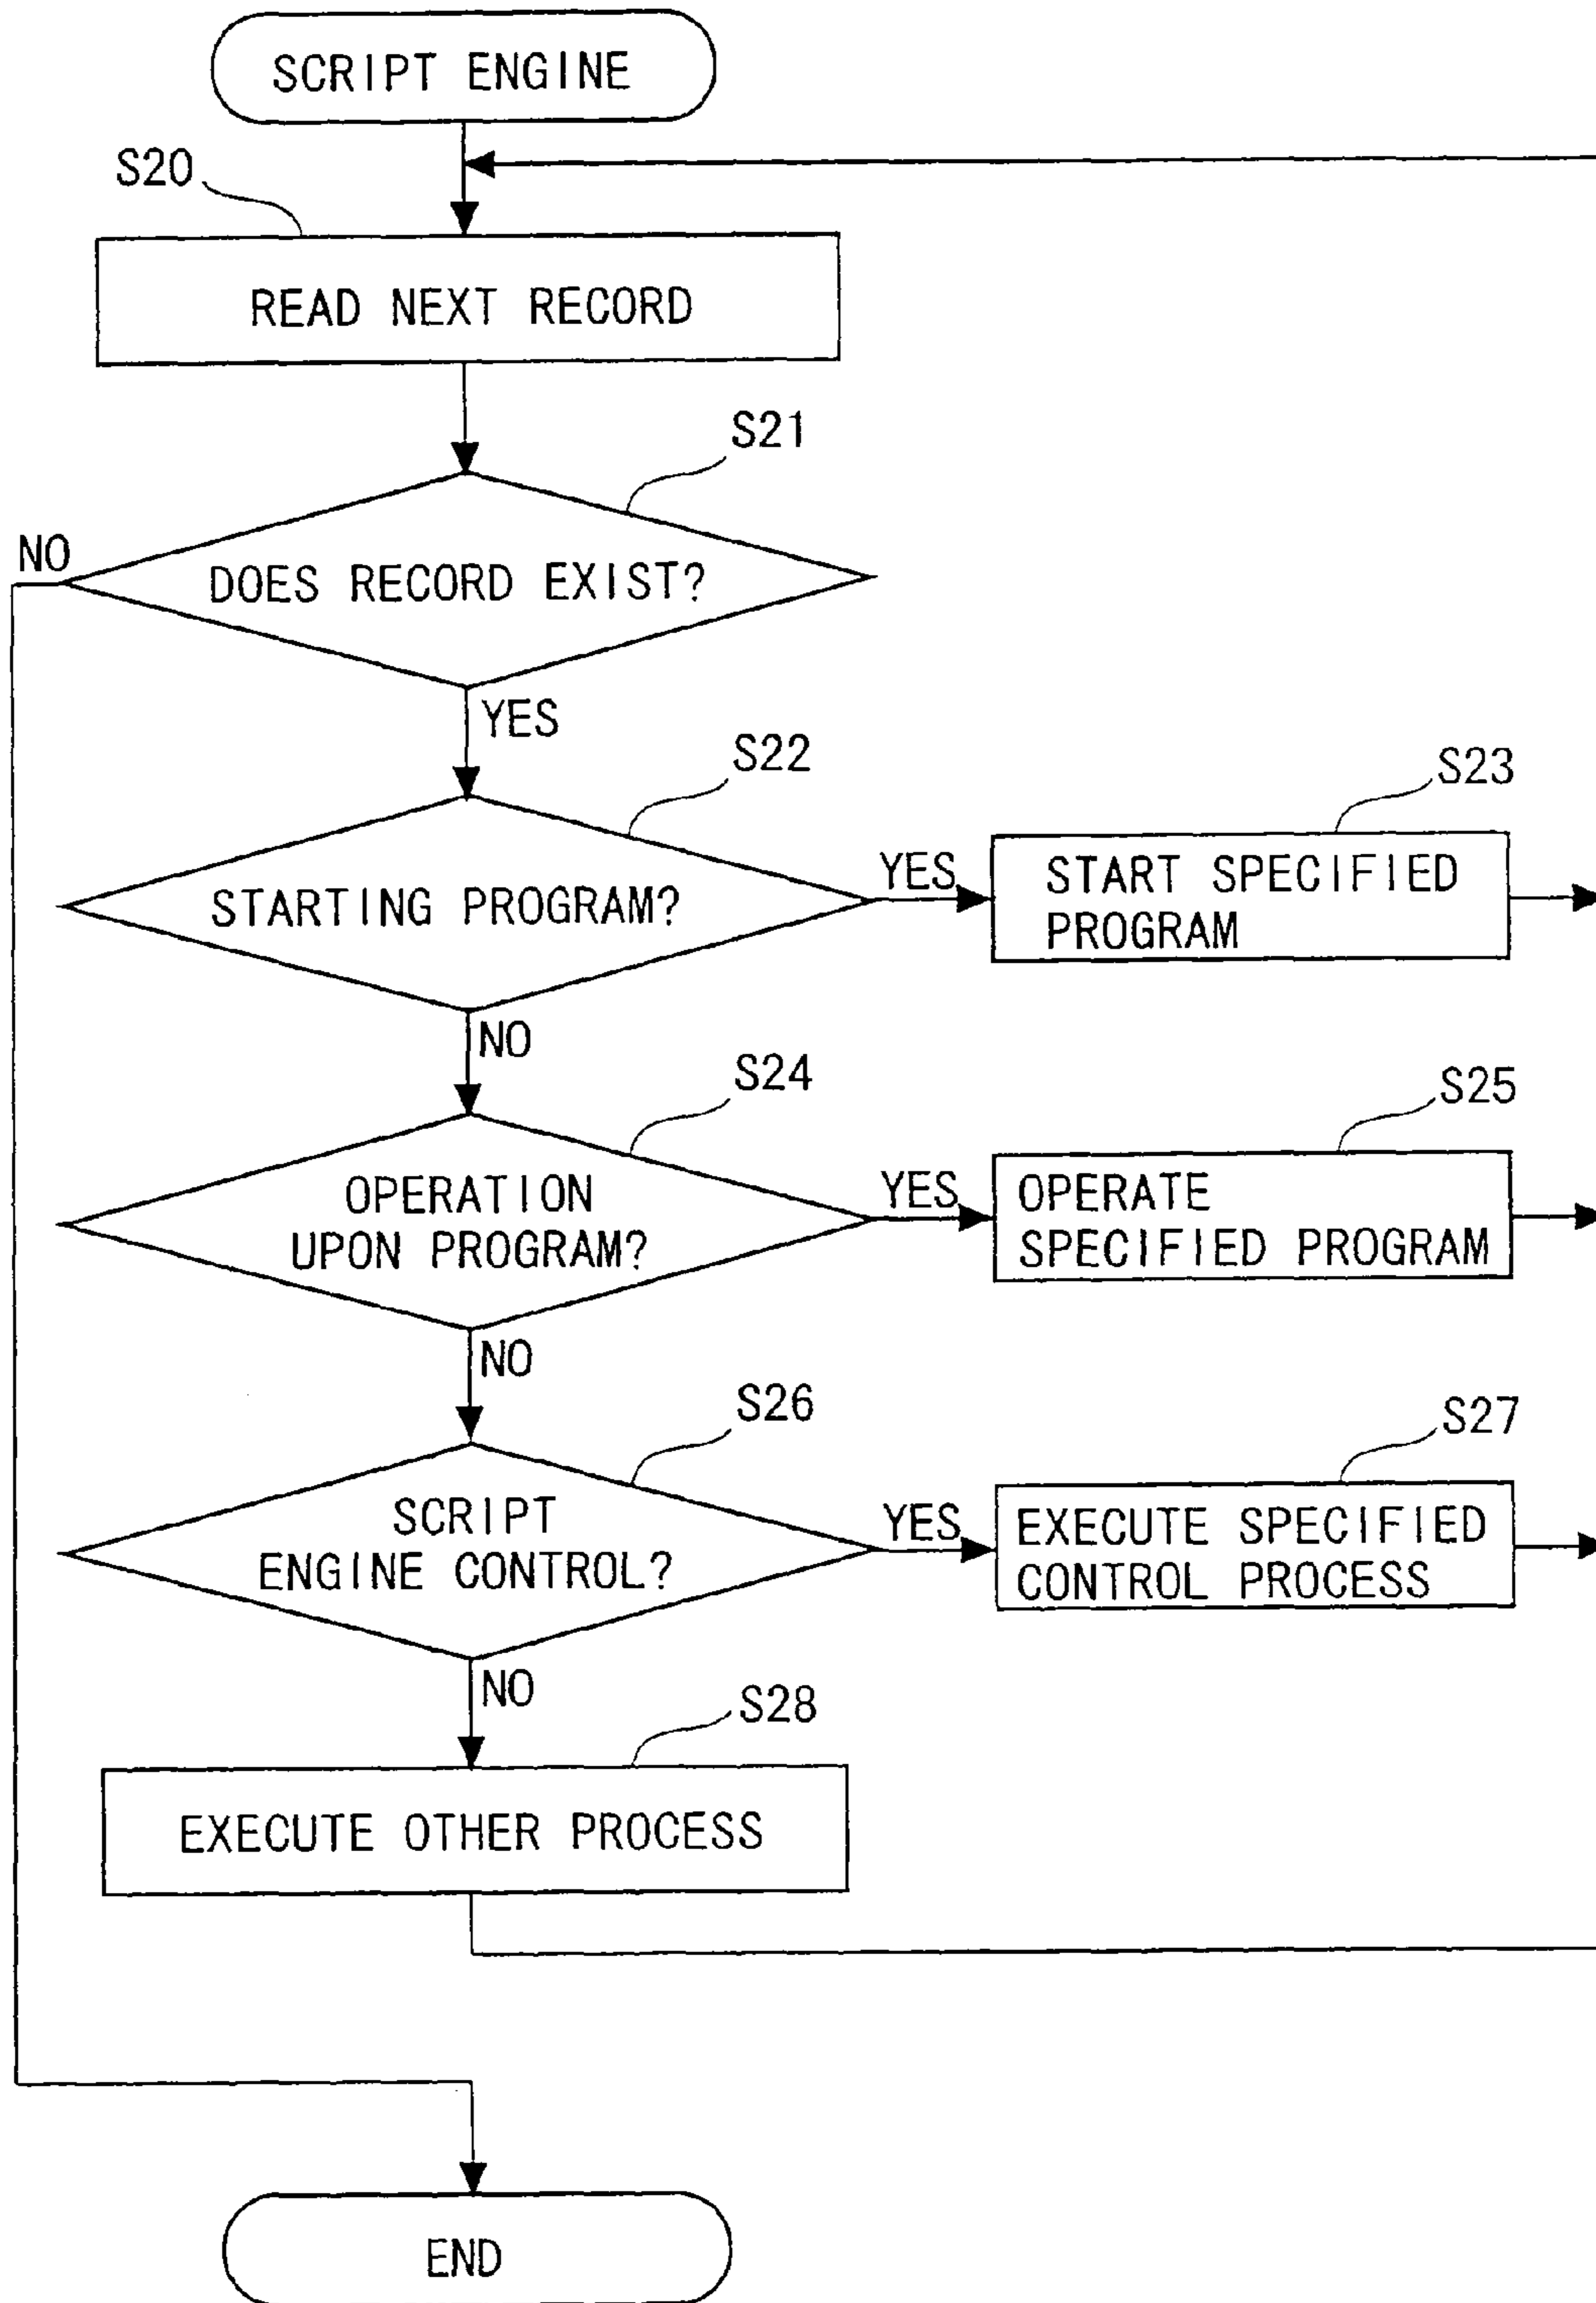 SCRIPT ENGINE
S20
READ NEXT RECORD
S21
NO
DOES RECORD EXIST?
YES
S22
S23
STARTING PROGRAM?
YES
START SPECIFIED
PROGRAM
NO
S24
S25
OPERATION
UPON PROGRAM?
YES
OPERATE
SPECIFIED PROGRAM
NO
S26
S27
SCRIPT
ENGINE CONTROL?
YES
EXECUTE SPECIFIED
CONTROL PROCESS
NO
S28
EXECUTE OTHER PROCESS
END